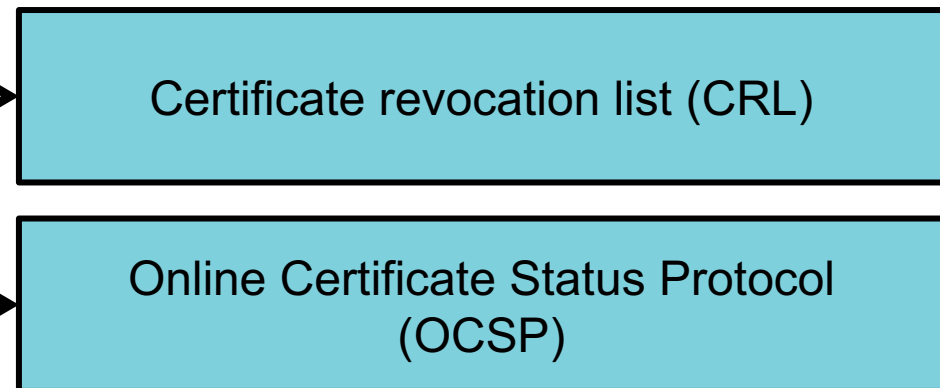 Certificate revocation list (CRL)
Online Certificate Status Protocol
(OCSP)